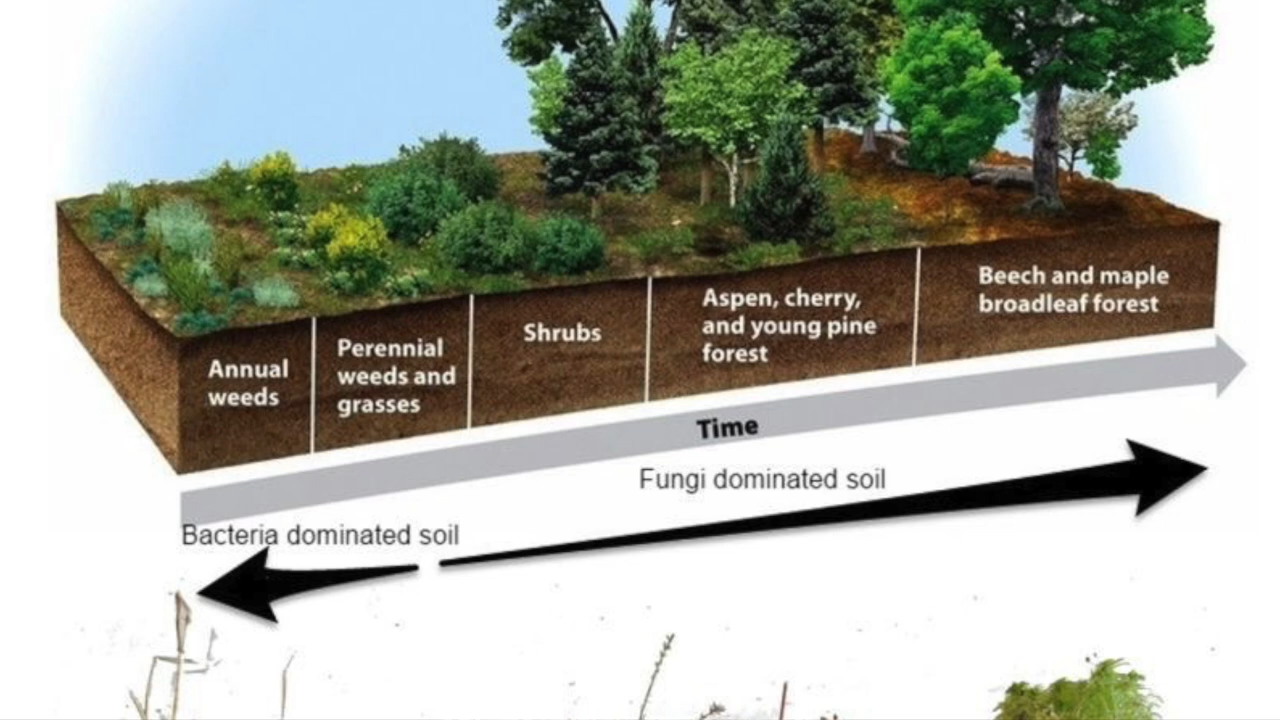 Annual
weeds
Perennial
weeds and
grasses
Shrubs
Aspen, cherry,
and young pine
forest
Beech and maple
broadleaf forest
Time
Fungi dominated soil
Bacteria dominated soil